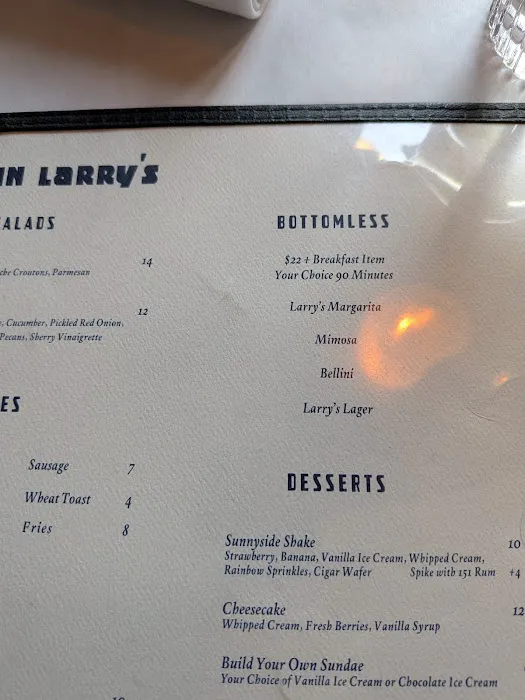 IN LARRY'S
ALADS
14
che Croutons, Parmesan
12
, Cucumber, Pickled Red Onion,
Pecans, Sherry Vinaigrette
ES
Sausage 7
Wheat Toast 4
Fries 8
BOTTOMLESS
$22 + Breakfast Item
Your Choice 90 Minutes
Larry's Margarita
Mimosa
Bellini
Larry's Lager
DESSERTS
Sunnyside Shake 10
Strawberry, Banana, Vanilla Ice Cream, Whipped Cream,
Rainbow Sprinkles, Cigar Wafer Spike with 151 Rum +4
Cheesecake 12
Whipped Cream, Fresh Berries, Vanilla Syrup
Build Your Own Sundae
Your Choice of Vanilla Ice Cream or Chocolate Ice Cream